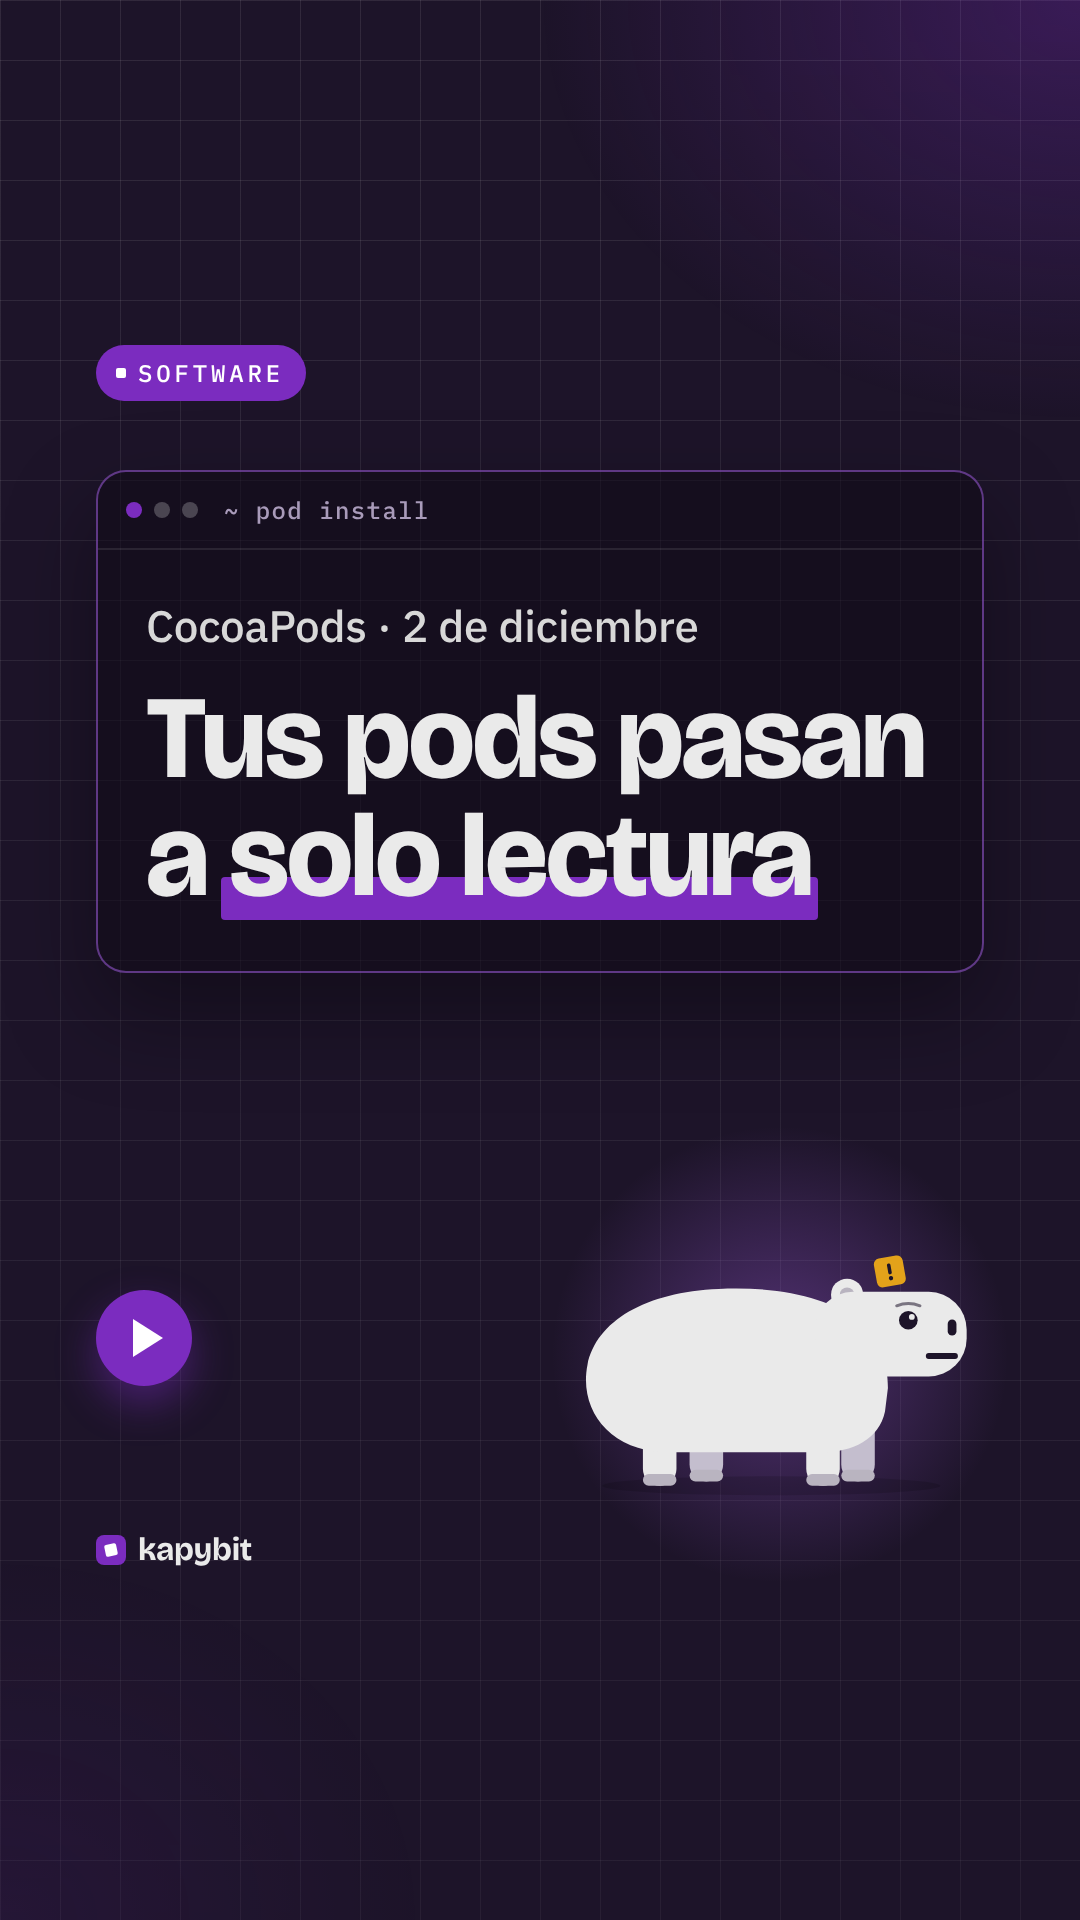 SOFTWARE
~ pod install
CocoaPods · 2 de diciembre
Tus pods pasan
a solo lectura
!
kapybit